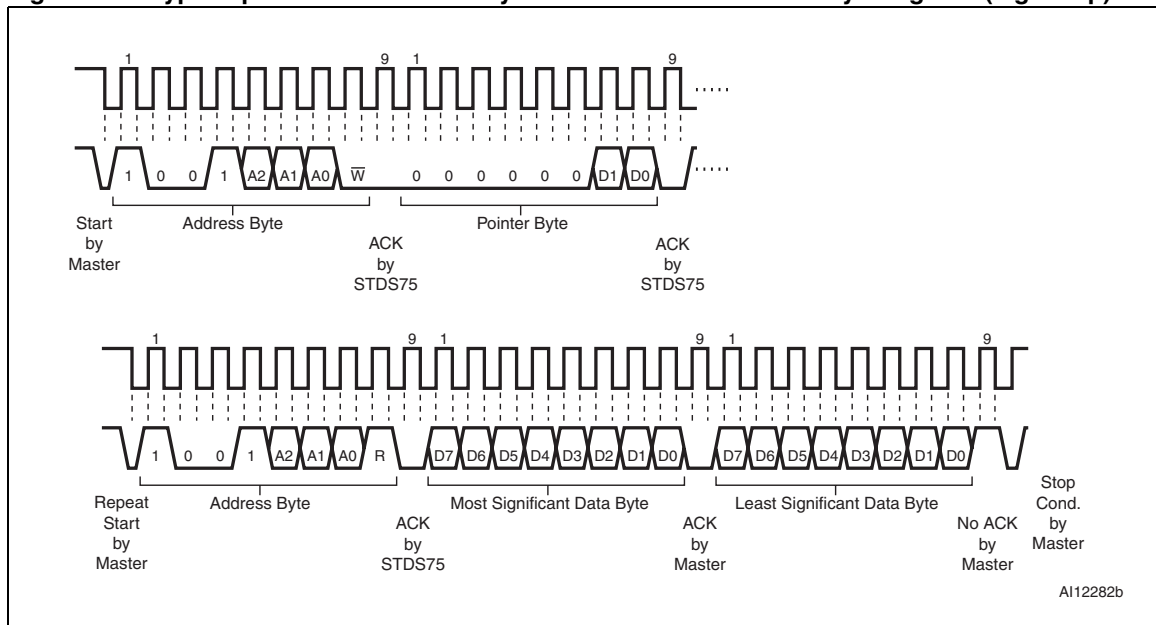 1 9 1 9
1 0 0 1 A2 A1 A0 W 0 0 0 0 0 0 D1 D0
Start
by
Master
Address Byte
ACK
by
STDS75
Pointer Byte
ACK
by
STDS75
1 9 1 9 1 9
1 0 0 1 A2 A1 A0 R D7 D6 D5 D4 D3 D2 D1 D0 D7 D6 D5 D4 D3 D2 D1 D0
Repeat
Start
by
Master
Address Byte
ACK
by
STDS75
Most Significant Data Byte
ACK
by
Master
Least Significant Data Byte
No ACK
by
Master
Stop
Cond.
by
Master
AI12282b